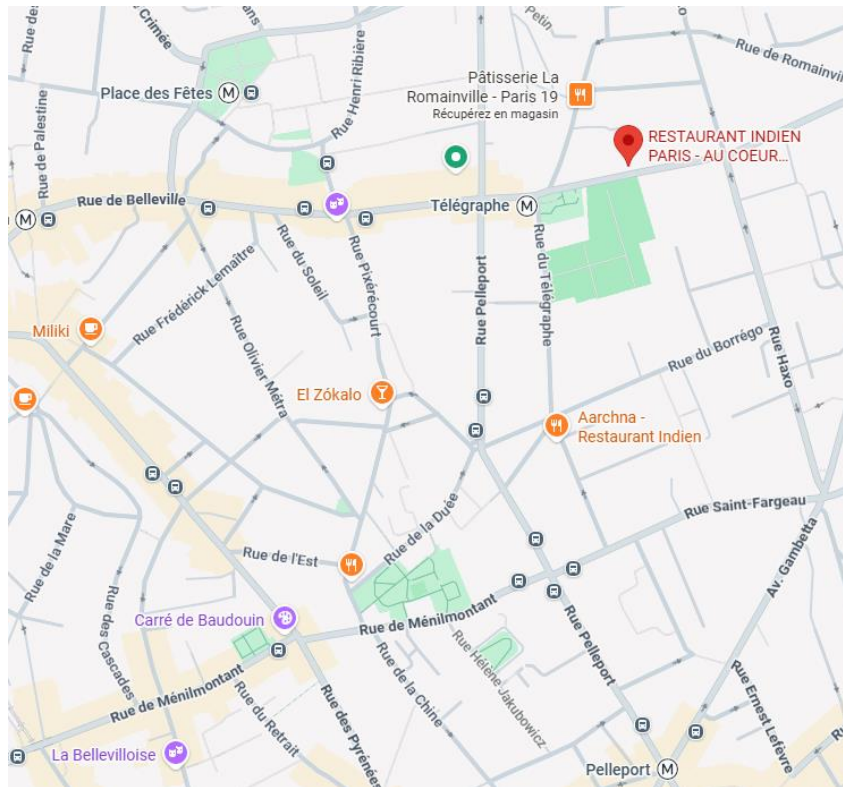 Crimée
Petin
Rue de Romainvil
Place des Fêtes
M
Rue Henri Ribière
Pâtisserie La
Romainville - Paris 19
Récupérez en magasin
RESTAURANT INDIEN
PARIS - AU COEUR...
Rue de Palestine
Rue de Belleville
M
Télégraphe
M
Rue du Soleil
Rue Pixérécourt
Rue Frédérick Lemaître
Rue Pelleport
Rue du Télégraphe
Miliki
Rue Olivier Métra
Rue du Borrégo
Rue Haxo
El Zókalo
Aarchna -
Restaurant Indien
Rue de la Duée
Rue Saint-Fargeau
Rue de la Mare
Rue de l'Est
Av. Gambetta
Rue des Cascades
Carré de Baudouin
Rue de Ménilmontant
Rue Pelleport
Rue Hélène Jakubowicz
Rue de Ménilmontant
Rue de la Chine
Rue du Retrait
Rue des Pyrénées
Rue Ernest Lefèvre
La Bellevilloise
Pelleport
M